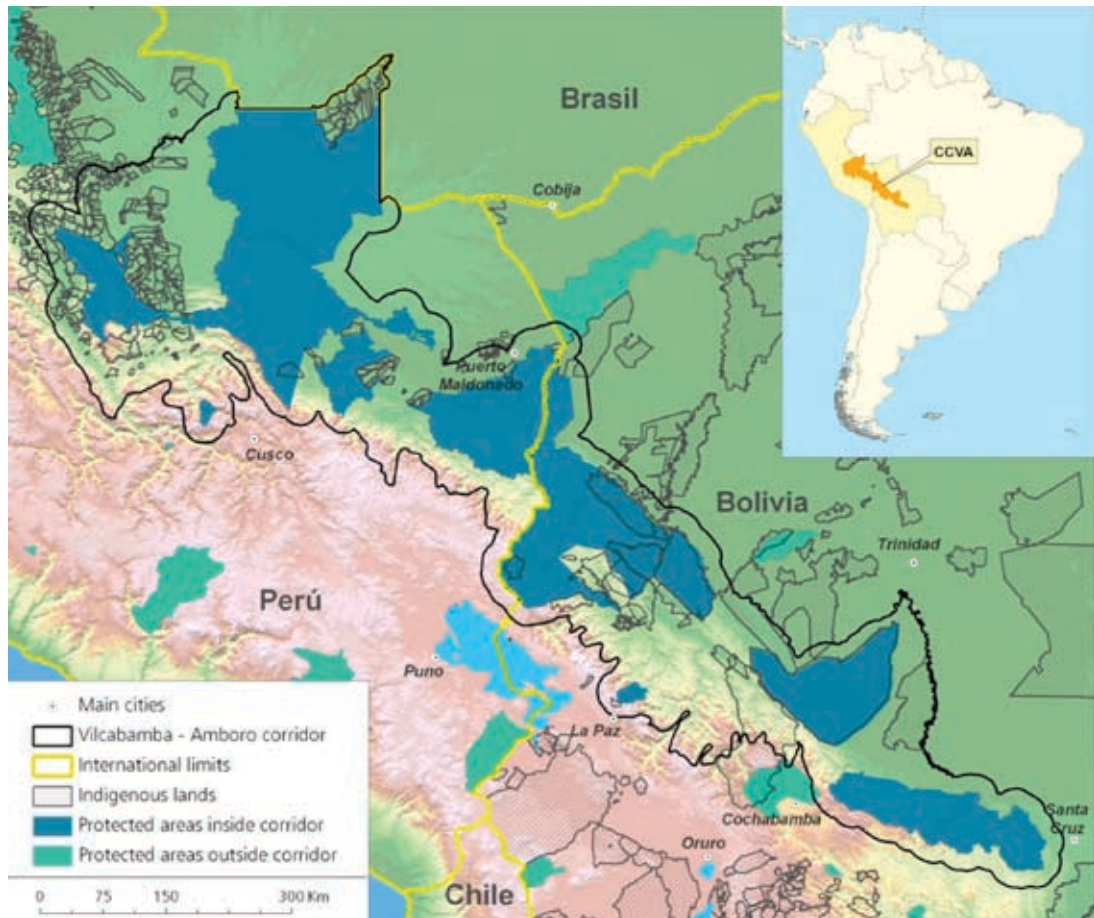 Brasil
CCVA
Cobija
Puerto
Maldonado
Cusco
Bolivia
Trinidad
Perú
Puno
La Paz
Cochabamba
Santa
Cruz
Oruro
Chile
Main cities
Vilcabamba - Amboro corridor
International limits
Indigenous lands
Protected areas inside corridor
Protected areas outside corridor
0 75 150 300 Km